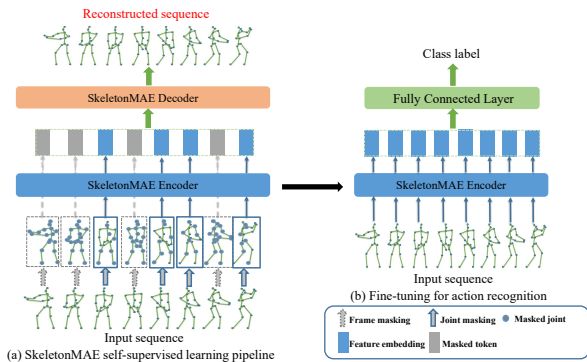 Reconstructed sequence
SkeletonMAE Decoder
SkeletonMAE Encoder
Input sequence
(a) SkeletonMAE self-supervised learning pipeline
Class label
Fully Connected Layer
SkeletonMAE Encoder
Input sequence
(b) Fine-tuning for action recognition
Frame masking Joint masking Masked joint
Feature embedding Masked token